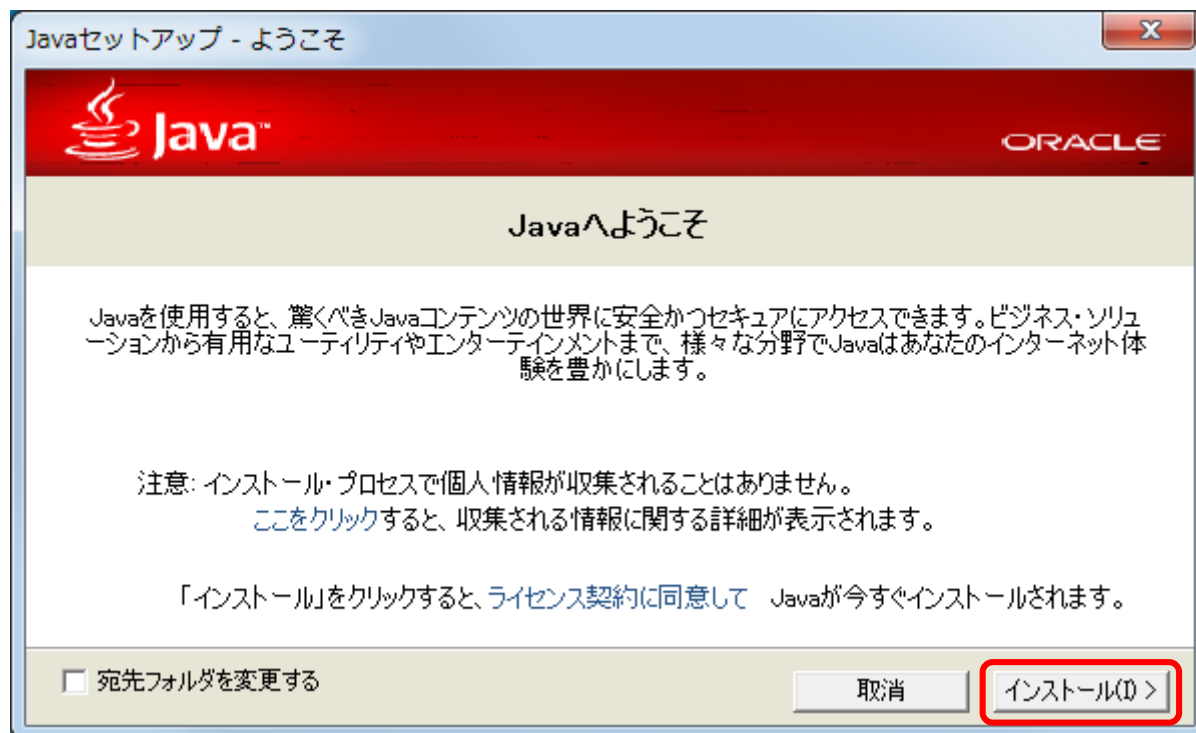 Javaセットアップ - ようこそ
Java™
ORACLE
Javaへようこそ
Javaを使用すると、驚くべきJavaコンテンツの世界に安全かつセキュアにアクセスできます。ビジネス・ソリュ
ーションから有用なユーティリティやエンターテインメントまで、様々な分野でJavaはあなたのインターネット体
験を豊かにします。
注意: インストール・プロセスで個人情報が収集されることはありません。
ここをクリックすると、収集される情報に関する詳細が表示されます。
「インストール」をクリックすると、ライセンス契約に同意して Javaが今すぐインストールされます。
宛先フォルダを変更する
取消
インストール(I) >